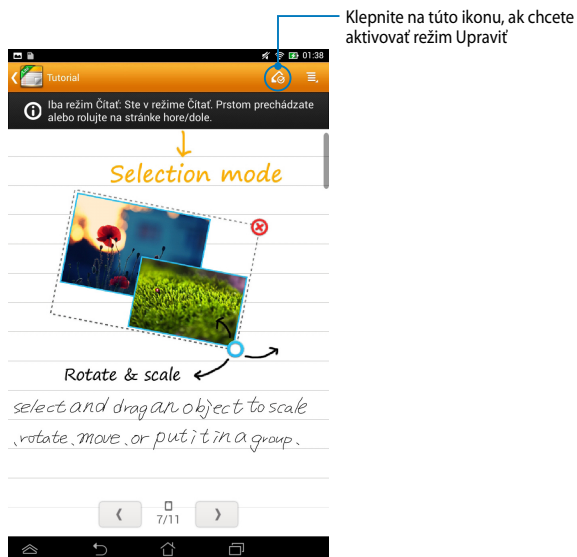 Klepnite na túto ikonu, ak chcete
aktivovať režim Upraviť
01:38
Tutorial
Iba režim Čítať: Ste v režime Čítať. Prstom prechádzate
alebo rolujte na stránke hore/dole.
Selection mode
Rotate & scale
select and drag an object to scale
、rotate、move、or put it in a group、
7/11